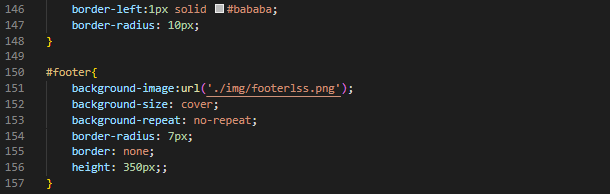 146 border-left:1px solid #bababa;
147 border-radius: 10px;
148 }
149
150 #footer{
151 background-image:url('./img/footerlss.png');
152 background-size: cover;
153 background-repeat: no-repeat;
154 border-radius: 7px;
155 border: none;
156 height: 350px;;
157 }